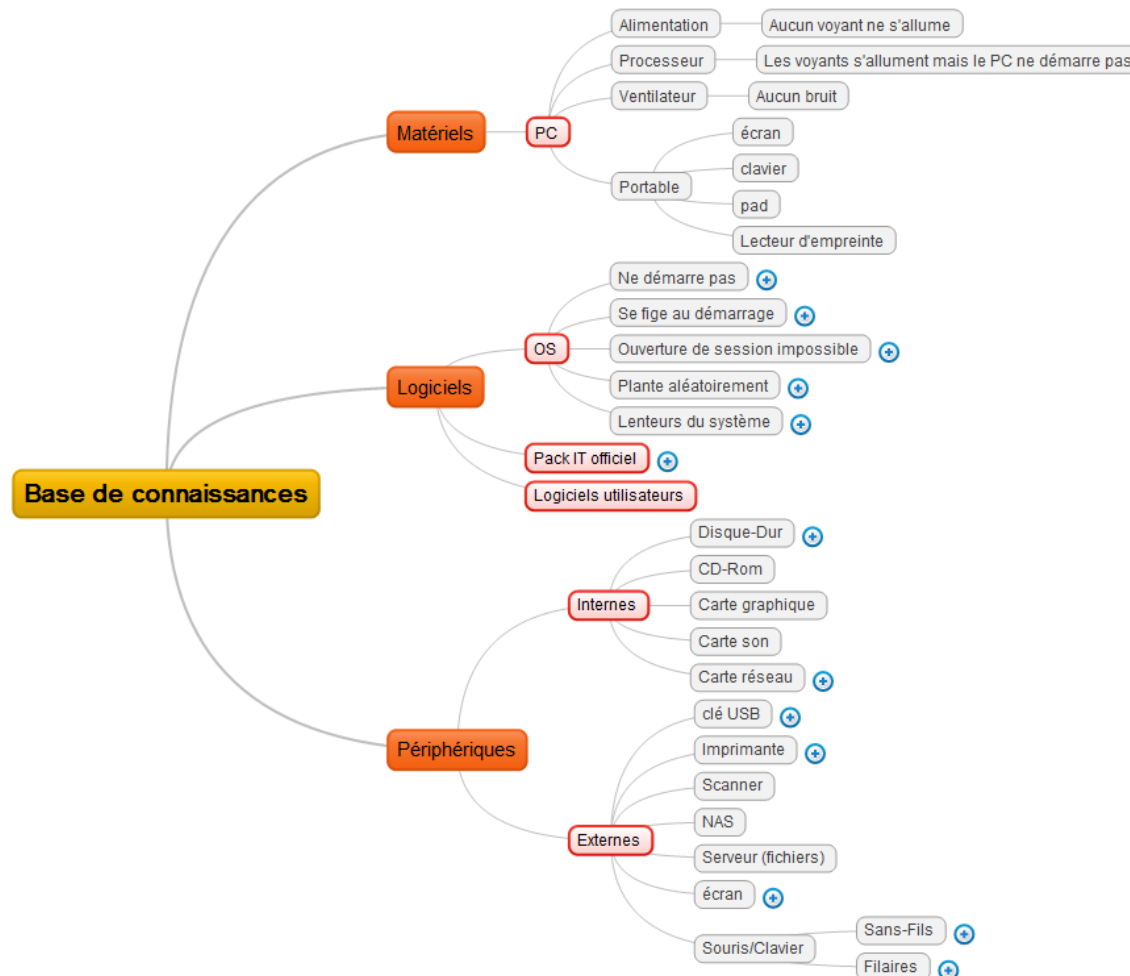 Base de connaissances
Matériels
PC
Alimentation
Aucun voyant ne s'allume
Processeur
Les voyants s'allument mais le PC ne démarre pas
Ventilateur
Aucun bruit
Portable
écran
clavier
pad
Lecteur d'empreinte
Logiciels
OS
Ne démarre pas
Se fige au démarrage
Ouverture de session impossible
Plante aléatoirement
Lenteurs du système
Pack IT officiel
Logiciels utilisateurs
Périphériques
Internes
Disque-Dur
CD-Rom
Carte graphique
Carte son
Carte réseau
Externes
clé USB
Imprimante
Scanner
NAS
Serveur (fichiers)
écran
Souris/Clavier
Sans-Fils
Filaires